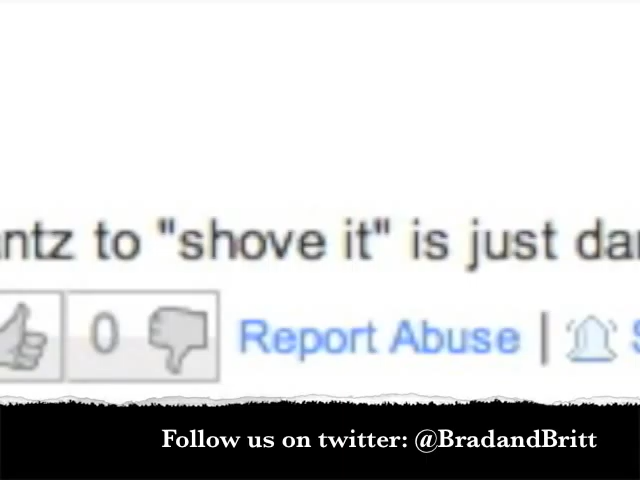 ntz to "shove it" is just da
0 Report Abuse |
Follow us on twitter: @BradandBritt